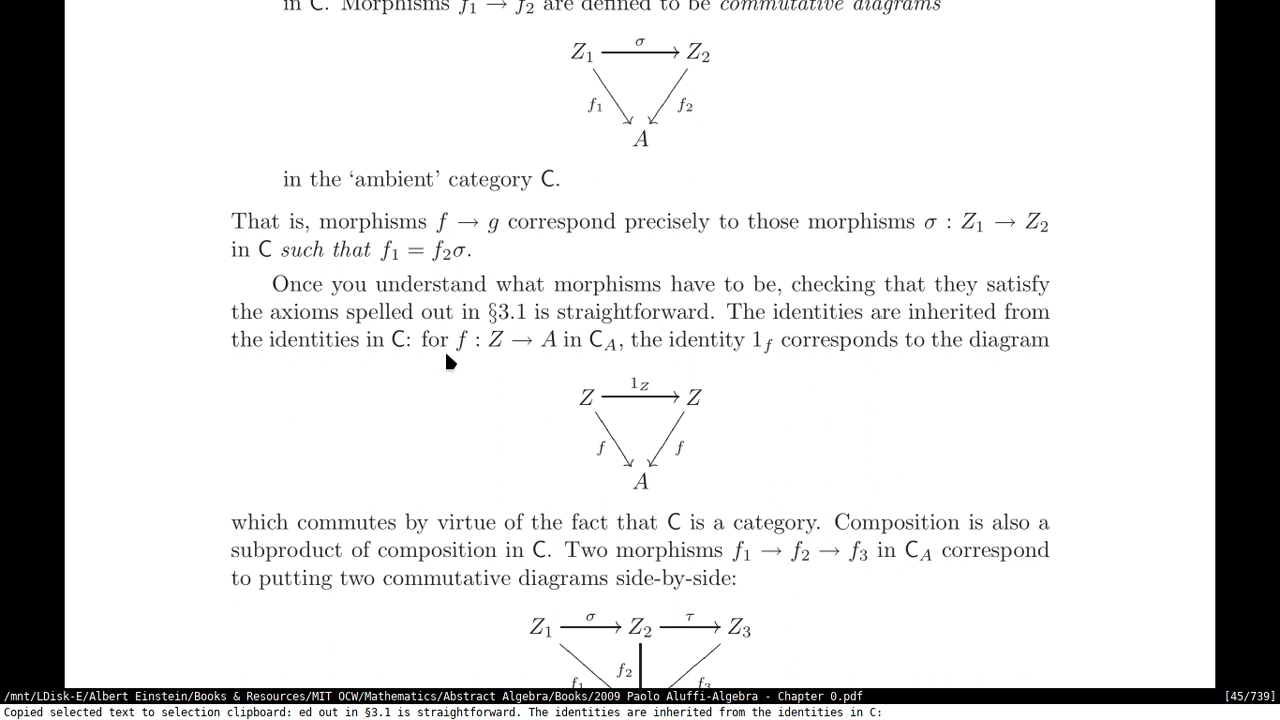 in C. Morphisms f₁ → f₂ are defined to be commutative diagrams
σ
Z₁ Z₂
f₁ f₂
A
in the ‘ambient’ category C.
That is, morphisms f → g correspond precisely to those morphisms σ : Z₁ → Z₂
in C such that f₁ = f₂σ.
Once you understand what morphisms have to be, checking that they satisfy
the axioms spelled out in §3.1 is straightforward. The identities are inherited from
the identities in C: for f : Z → A in C_A, the identity 1_f corresponds to the diagram
1_Z
Z Z
f f
A
which commutes by virtue of the fact that C is a category. Composition is also a
subproduct of composition in C. Two morphisms f₁ → f₂ → f₃ in C_A correspond
to putting two commutative diagrams side-by-side:
σ τ
Z₁ Z₂ Z₃
f₁ f₂ f₃
/mnt/LDisk-E/Albert Einstein/Books & Resources/MIT OCW/Mathematics/Abstract Algebra/Books/2009 Paolo Aluffi-Algebra - Chapter 0.pdf [45/739]
Copied selected text to selection clipboard: ed out in §3.1 is straightforward. The identities are inherited from the identities in C: